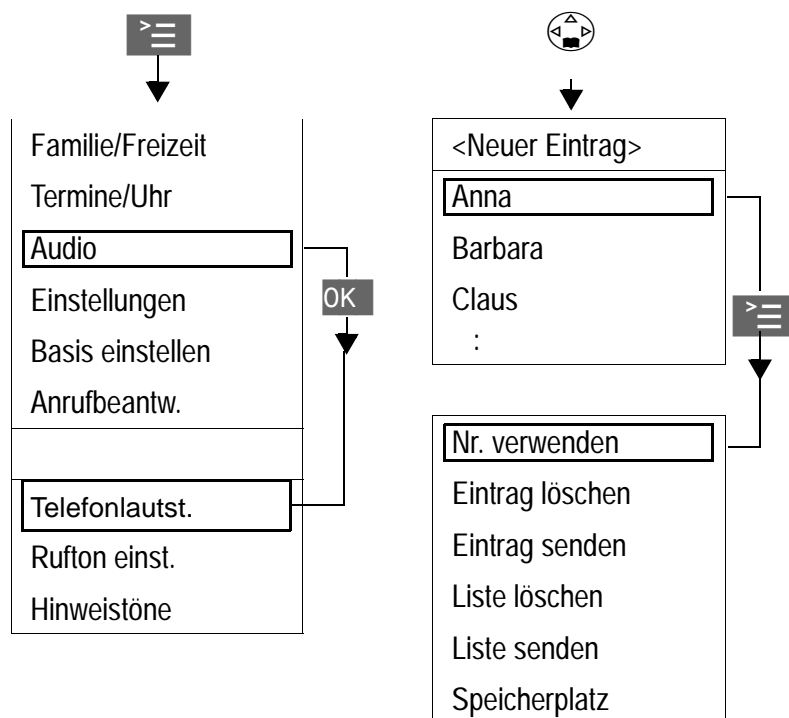 Familie/Freizeit
Termine/Uhr
Audio
Einstellungen
Basis einstellen
Anrufbeantw.
OK
Telefonlautst.
Rufton einst.
Hinweistöne
<Neuer Eintrag>
Anna
Barbara
Claus
:
Nr. verwenden
Eintrag löschen
Eintrag senden
Liste löschen
Liste senden
Speicherplatz